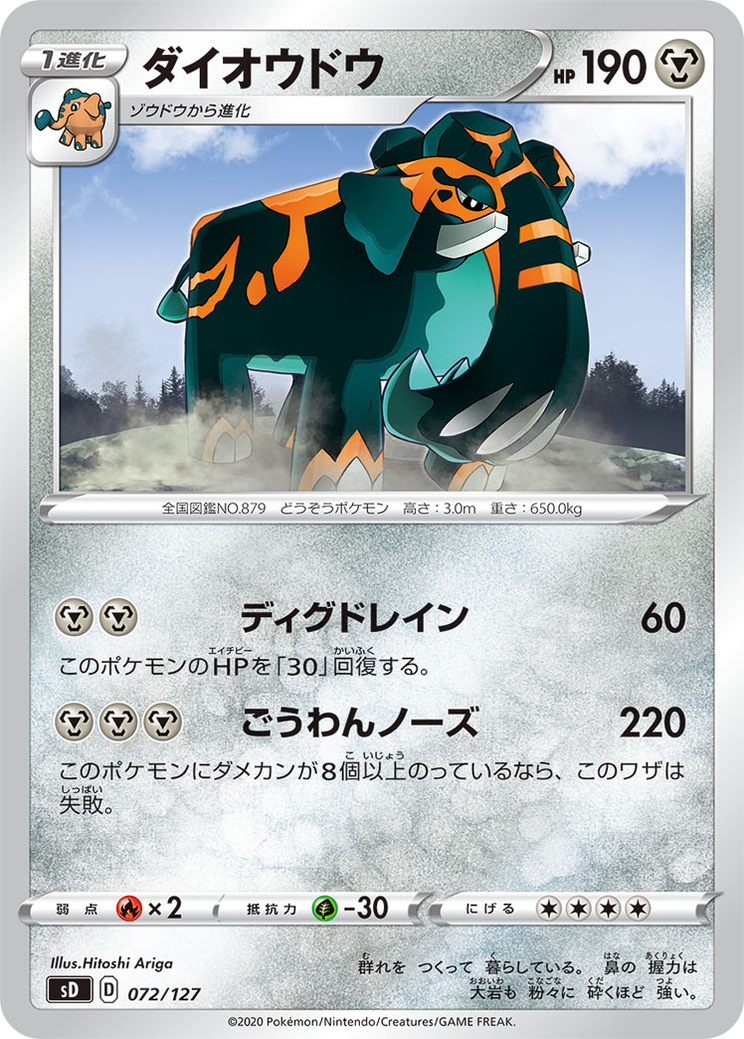 1進化
ダイオウドウ
HP 190
ゾウドウから進化
全国図鑑NO.879 どうぞうポケモン 高さ：3.0m 重さ：650.0kg
ディグドレイン 60
エイチピー かいふく
このポケモンのHPを「30」回復する。
ごうわんノーズ 220
こ いじょう
このポケモンにダメカンが8個以上のっているなら、このワザは
しっぱい
失敗。
弱点 ×2 抵抗力 -30 にげる
Illus.Hitoshi Ariga
sD D 072/127
む く はな あくりょく
群れを つくって 暮らしている。 鼻の 握力は
おおいわ こなごな くだ つよ
大岩も 粉々に 砕くほど 強い。
©2020 Pokémon/Nintendo/Creatures/GAME FREAK.